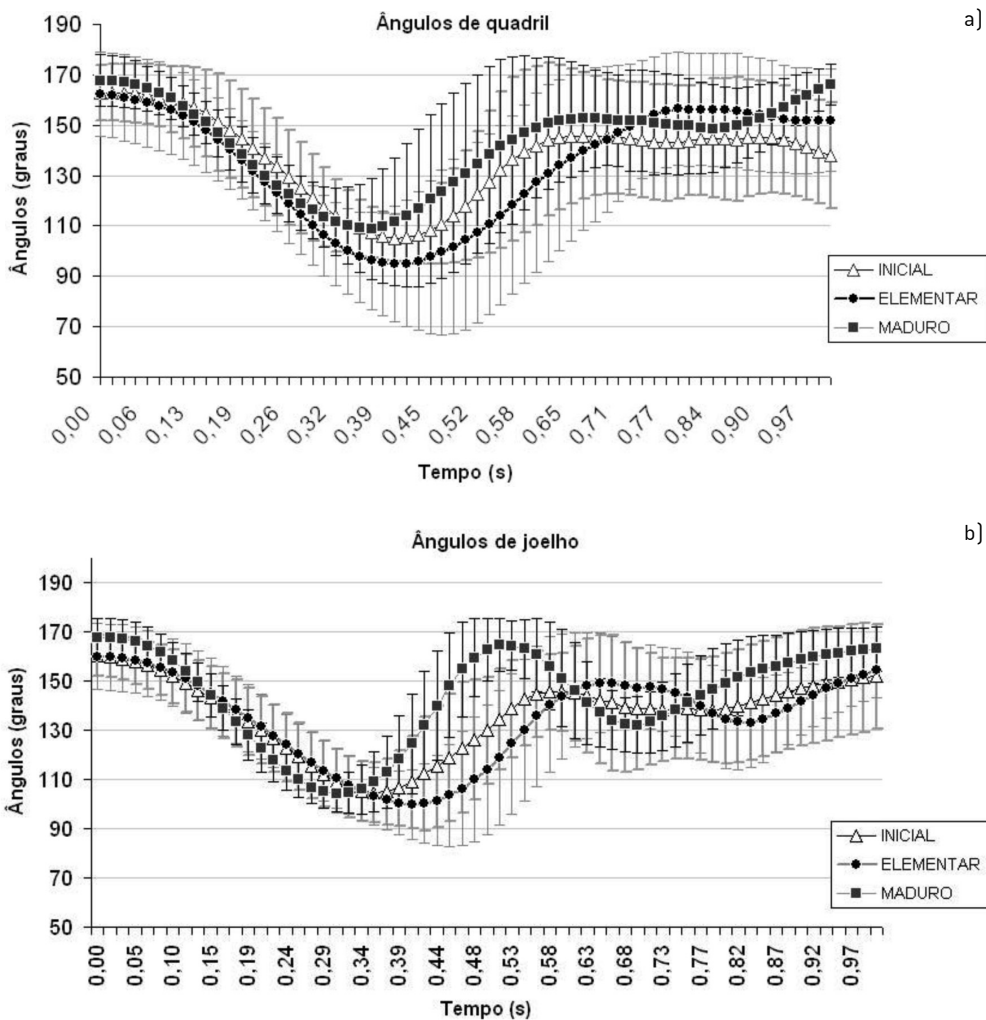 Ângulos de quadril
a)
190
170
150
130
110
90
70
50
Ângulos (graus)
0,00 0,06 0,13 0,19 0,26 0,32 0,39 0,45 0,52 0,58 0,65 0,71 0,77 0,84 0,90 0,97
Tempo (s)
INICIAL
ELEMENTAR
MADURO
Ângulos de joelho
b)
190
170
150
130
110
90
70
50
Ângulos (graus)
0,00 0,05 0,10 0,15 0,19 0,24 0,29 0,34 0,39 0,44 0,48 0,53 0,58 0,63 0,68 0,73 0,77 0,82 0,87 0,92 0,97
Tempo (s)
INICIAL
ELEMENTAR
MADURO